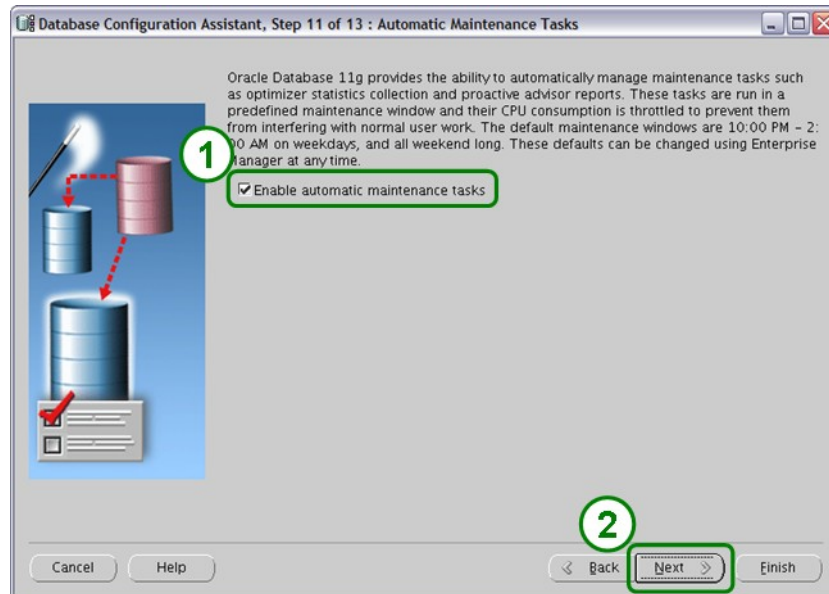 Database Configuration Assistant, Step 11 of 13 : Automatic Maintenance Tasks
Oracle Database 11g provides the ability to automatically manage maintenance tasks such
as optimizer statistics collection and proactive advisor reports. These tasks are run in a
predefined maintenance window and their CPU consumption is throttled to prevent them
from interfering with normal user work. The default maintenance windows are 10:00 PM – 2:
00 AM on weekdays, and all weekend long. These defaults can be changed using Enterprise
Manager at any time.
1
Enable automatic maintenance tasks
2
Cancel Help Back Next Finish